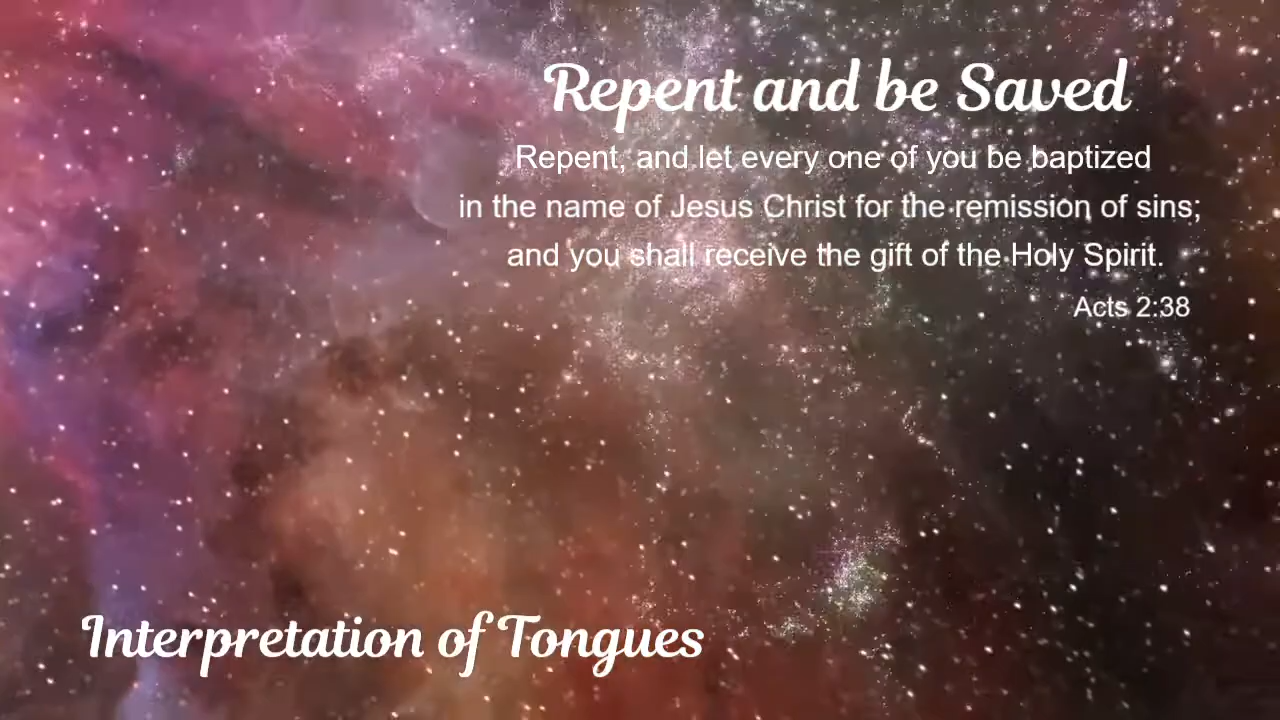 Repent and be Saved
Repent, and let every one of you be baptized
in the name of Jesus Christ for the remission of sins;
and you shall receive the gift of the Holy Spirit.
Acts 2:38
Interpretation of Tongues